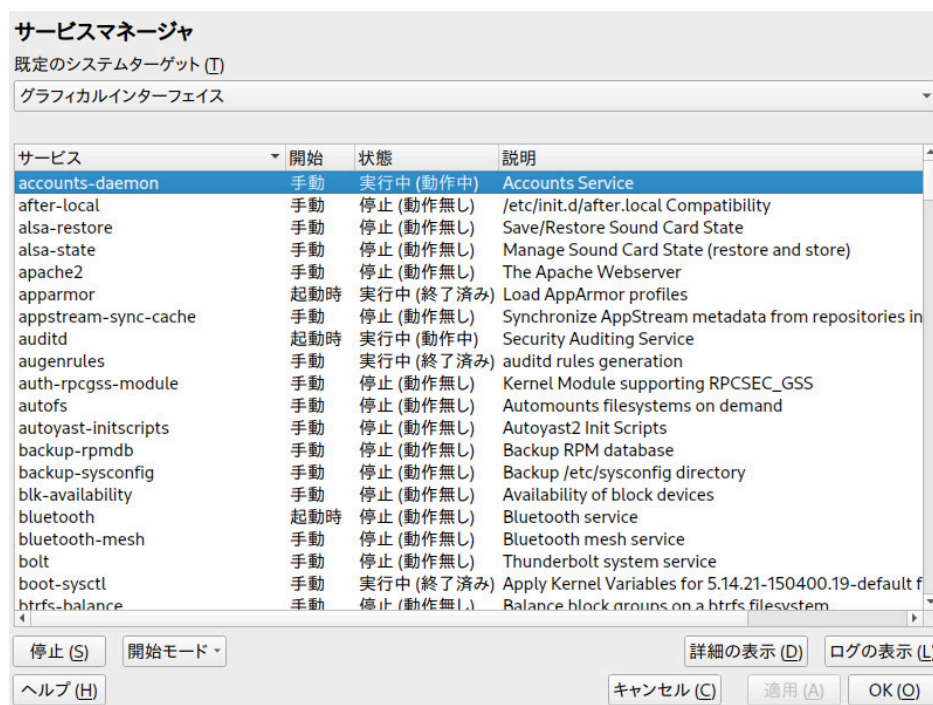 サービスマネージャ
既定のシステムターゲット (T)
グラフィカルインターフェイス
サービス 開始 状態 説明
accounts-daemon 手動 実行中 (動作中) Accounts Service
after-local 手動 停止 (動作無し) /etc/init.d/after.local Compatibility
alsa-restore 手動 停止 (動作無し) Save/Restore Sound Card State
alsa-state 手動 停止 (動作無し) Manage Sound Card State (restore and store)
apache2 手動 停止 (動作無し) The Apache Webserver
apparmor 起動時 実行中 (終了済み) Load AppArmor profiles
appstream-sync-cache 手動 停止 (動作無し) Synchronize AppStream metadata from repositories in
auditd 起動時 実行中 (動作中) Security Auditing Service
augenrules 手動 実行中 (終了済み) auditd rules generation
auth-rpcgss-module 手動 停止 (動作無し) Kernel Module supporting RPCSEC_GSS
autofs 手動 停止 (動作無し) Automounts filesystems on demand
autoyast-initscripts 手動 停止 (動作無し) Autoyast2 Init Scripts
backup-rpmdb 手動 停止 (動作無し) Backup RPM database
backup-sysconfig 手動 停止 (動作無し) Backup /etc/sysconfig directory
blk-availability 手動 停止 (動作無し) Availability of block devices
bluetooth 起動時 停止 (動作無し) Bluetooth service
bluetooth-mesh 手動 停止 (動作無し) Bluetooth mesh service
bolt 手動 停止 (動作無し) Thunderbolt system service
boot-sysctl 手動 実行中 (終了済み) Apply Kernel Variables for 5.14.21-150400.19-default f
btrfs-balance 手動 停止 (動作無し) Balance block groups on a btrfs filesystem
停止 (S) 開始モード 詳細の表示 (D) ログの表示 (L)
ヘルプ (H) キャンセル (C) 適用 (A) OK (O)